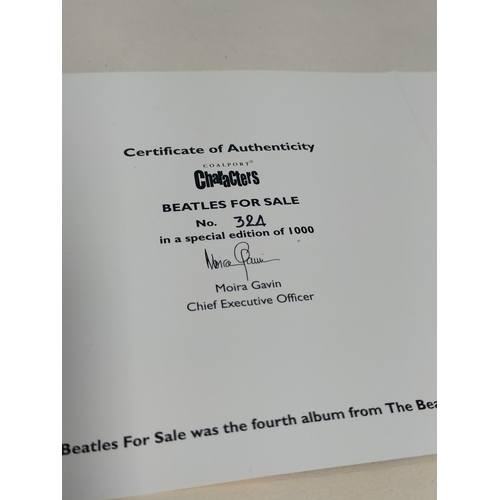 Certificate of Authenticity
COALPORT®
Characters
BEATLES FOR SALE
No. 324
in a special edition of 1000
Moira Gavin
Moira Gavin
Chief Executive Officer
Beatles For Sale was the fourth album from The Bea